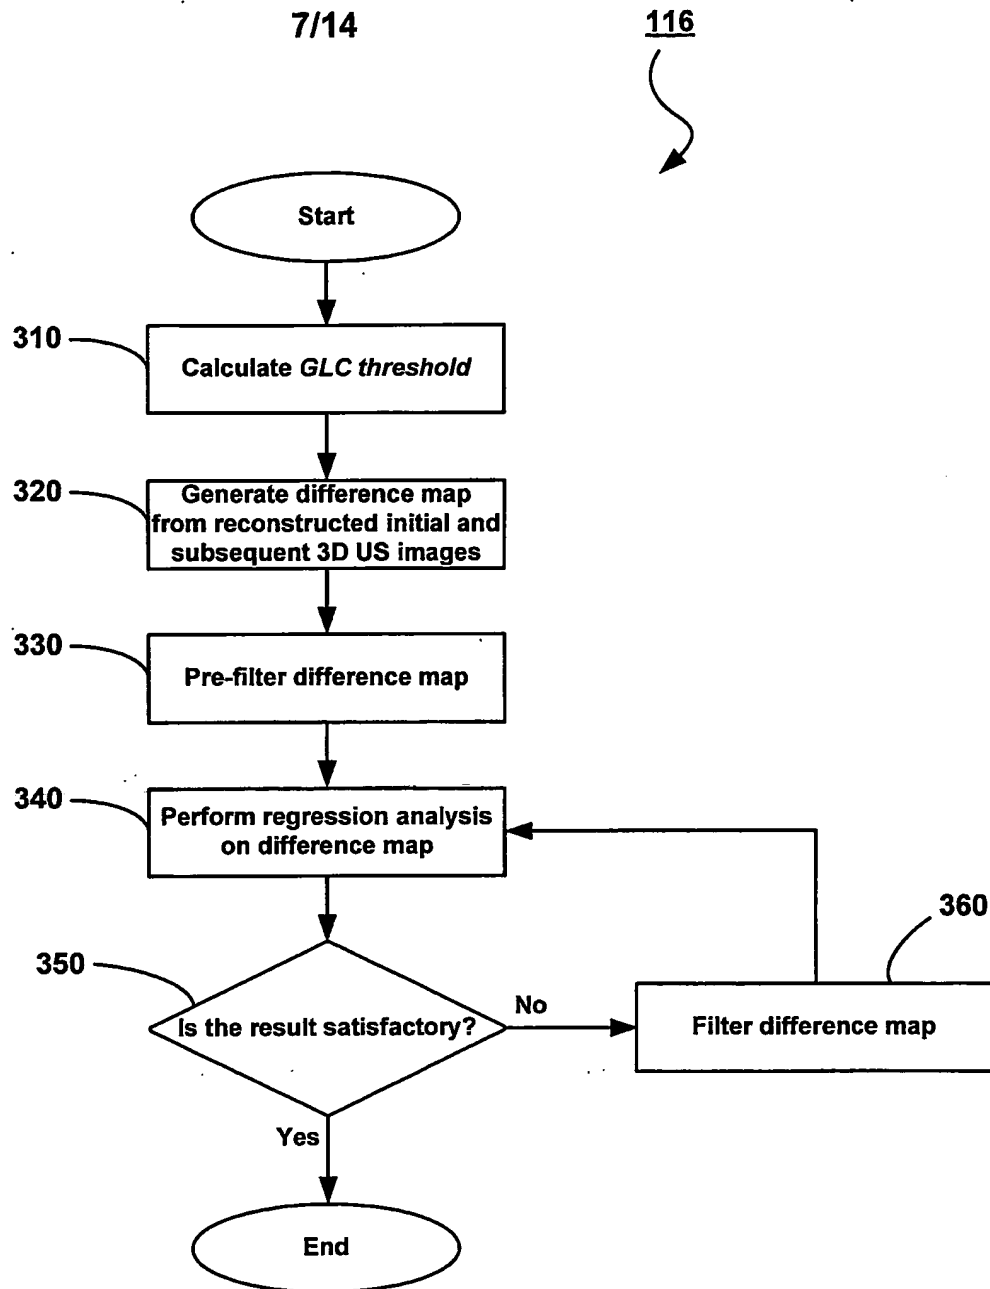 7/14
116
Start
310
Calculate GLC threshold
320
Generate difference map
from reconstructed initial and
subsequent 3D US images
330
Pre-filter difference map
340
Perform regression analysis
on difference map
360
350
Is the result satisfactory?
No
Filter difference map
Yes
End